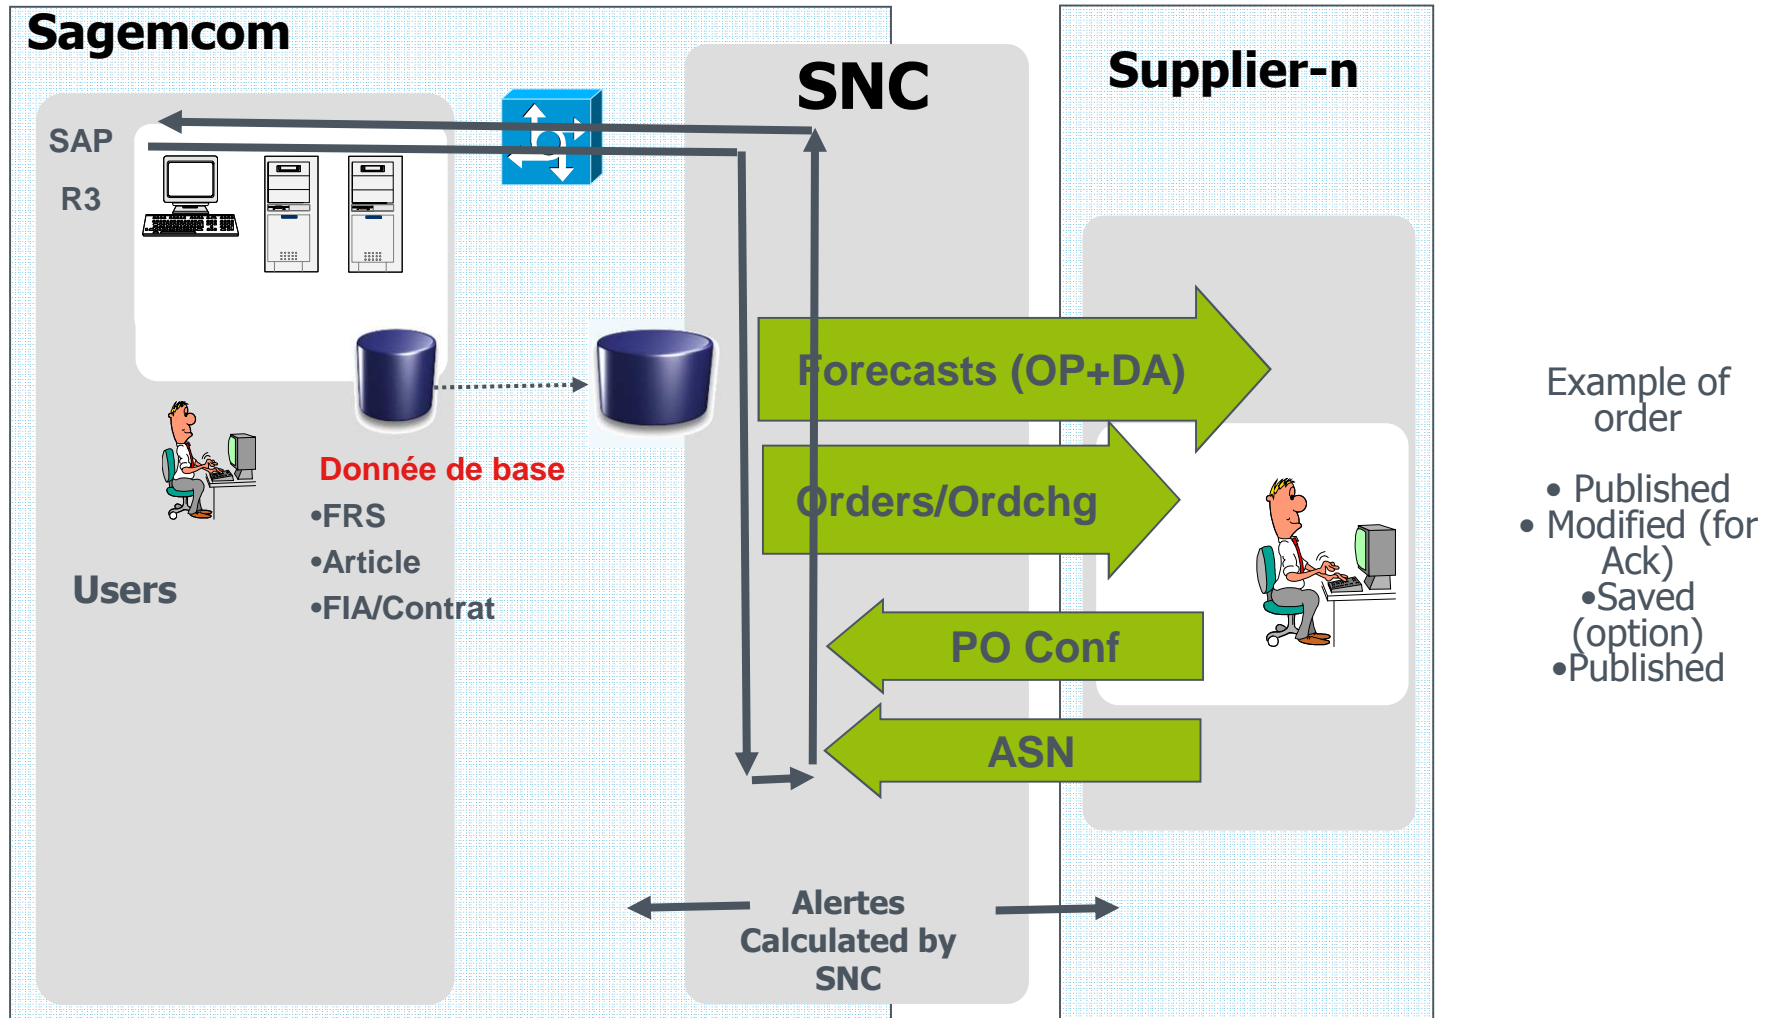 Sagemcom
SNC
Supplier-n
SAP
R3
Forecasts (OP+DA)
Orders/Ordchg
Donnée de base
•FRS
•Article
•FIA/Contrat
Users
PO Conf
ASN
Alertes
Calculated by
SNC
Example of
order
• Published
• Modified (for
Ack)
•Saved
(option)
•Published